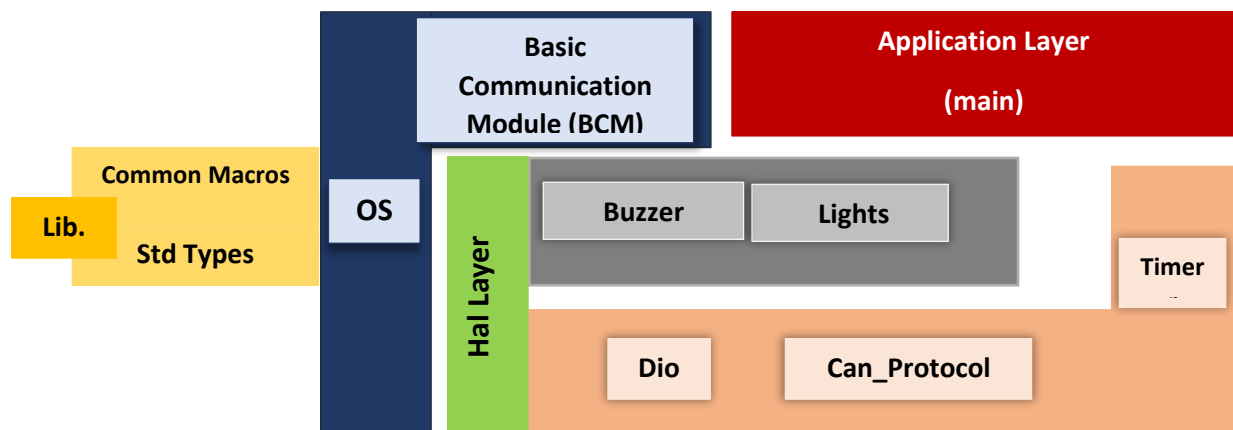 Basic
Communication
Module (BCM)
Application Layer
(main)
Common Macros
Lib.
Std Types
OS
Hal Layer
Buzzer
Lights
Timer
Dio
Can_Protocol